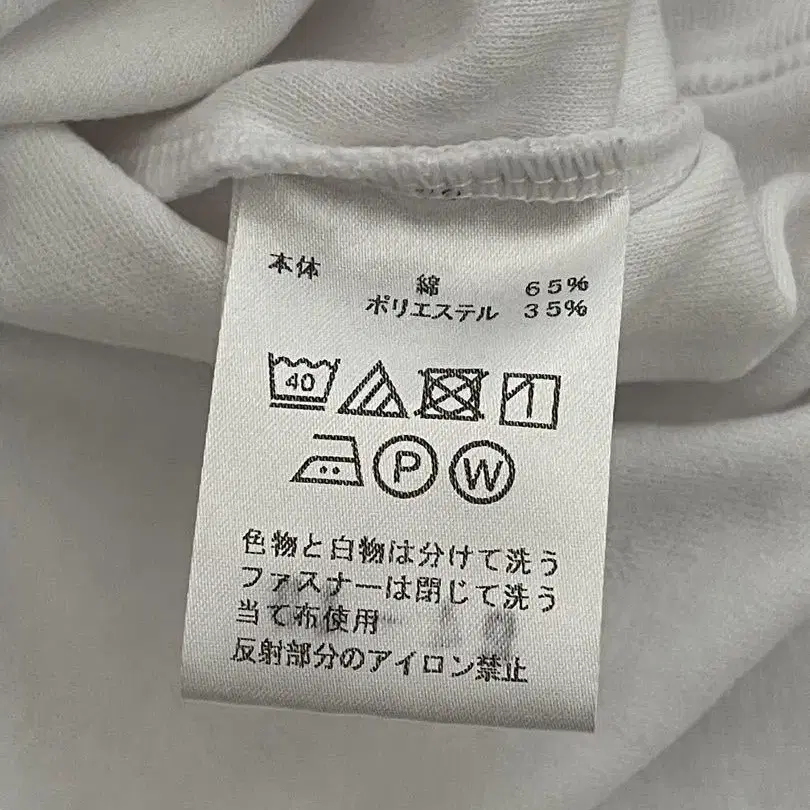 本体 綿 65%
ポリエステル 35%
40
P W
色物と白物は分けて洗う
ファスナーは閉じて洗う
当て布使用
反射部分のアイロン禁止